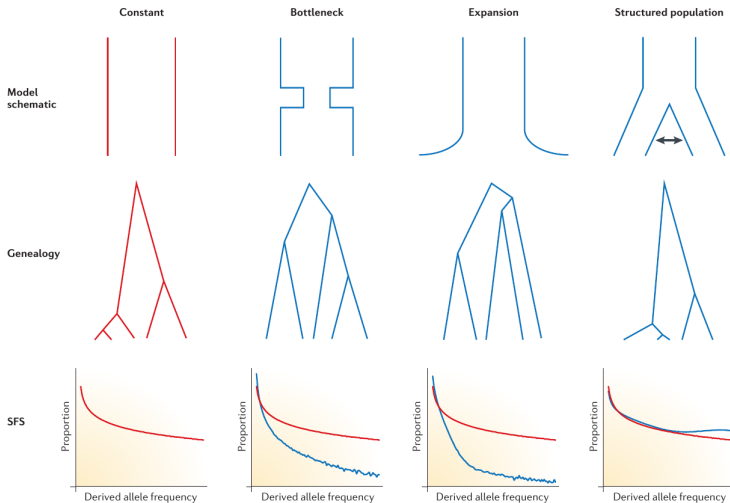 Constant
Bottleneck
Expansion
Structured population
Model
schematic
Genealogy
SFS
Proportion
Derived allele frequency
Proportion
Derived allele frequency
Proportion
Derived allele frequency
Proportion
Derived allele frequency